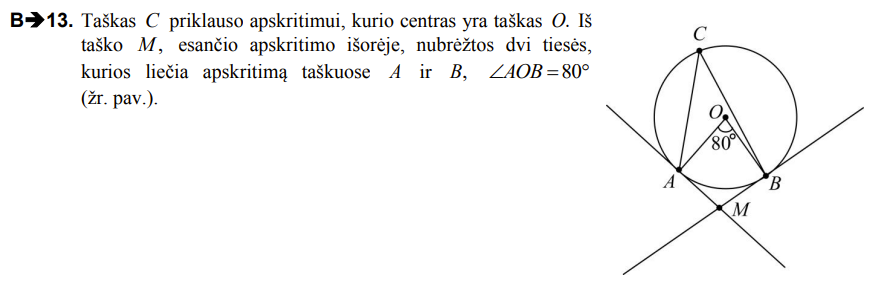 B➔13. Taškas C priklauso apskritimui, kurio centras yra taškas O. Iš
taško M, esančio apskritimo išorėje, nubrėžtos dvi tiesės,
kurios liečia apskritimą taškuose A ir B, ∠AOB = 80°
(žr. pav.).
C
O
80°
A
B
M